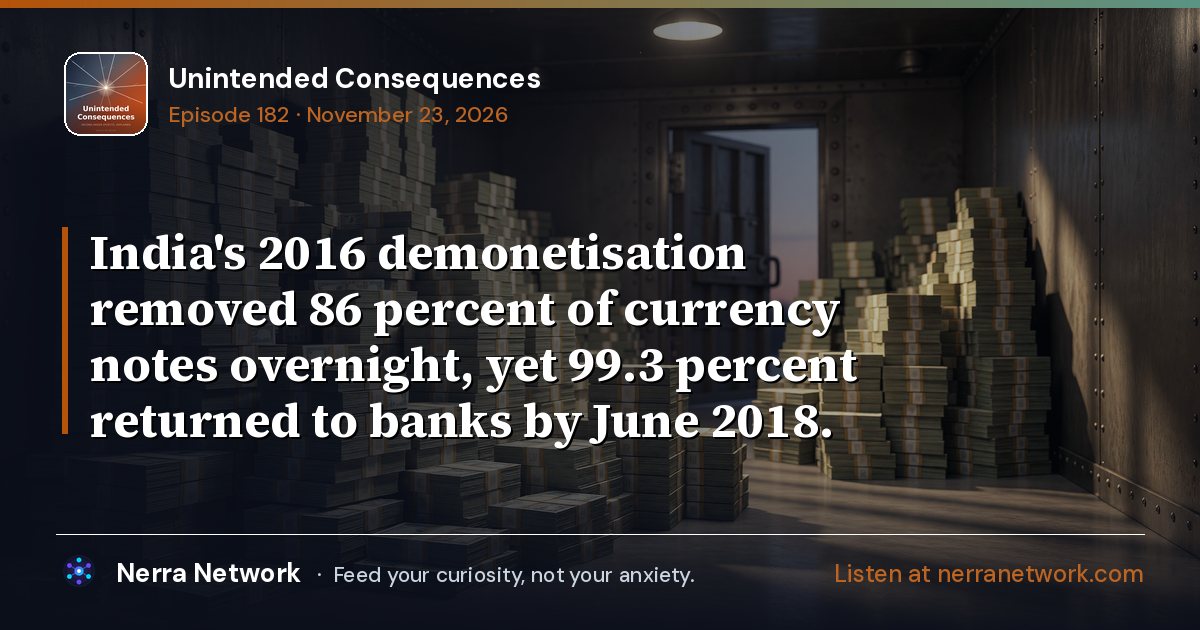 Unintended
Consequences
Unintended Consequences
Episode 182 · November 23, 2026
India's 2016 demonetisation
removed 86 percent of currency
notes overnight, yet 99.3 percent
returned to banks by June 2018.
Nerra Network · Feed your curiosity, not your anxiety.
Listen at nerranetwork.com